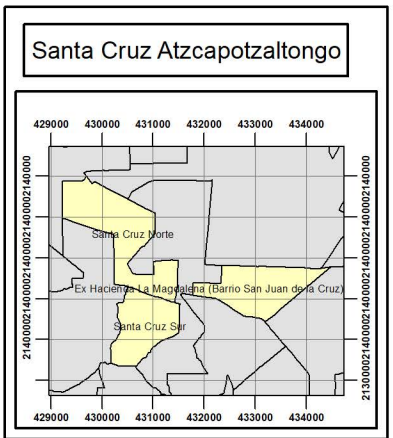 Santa Cruz Atzcapotzaltongo
429000 430000 431000 432000 433000 434000
Santa Cruz Norte
Ex Hacienda La Magdalena (Barrio San Juan de la Cruz)
Santa Cruz Sur
429000 430000 431000 432000 433000 434000